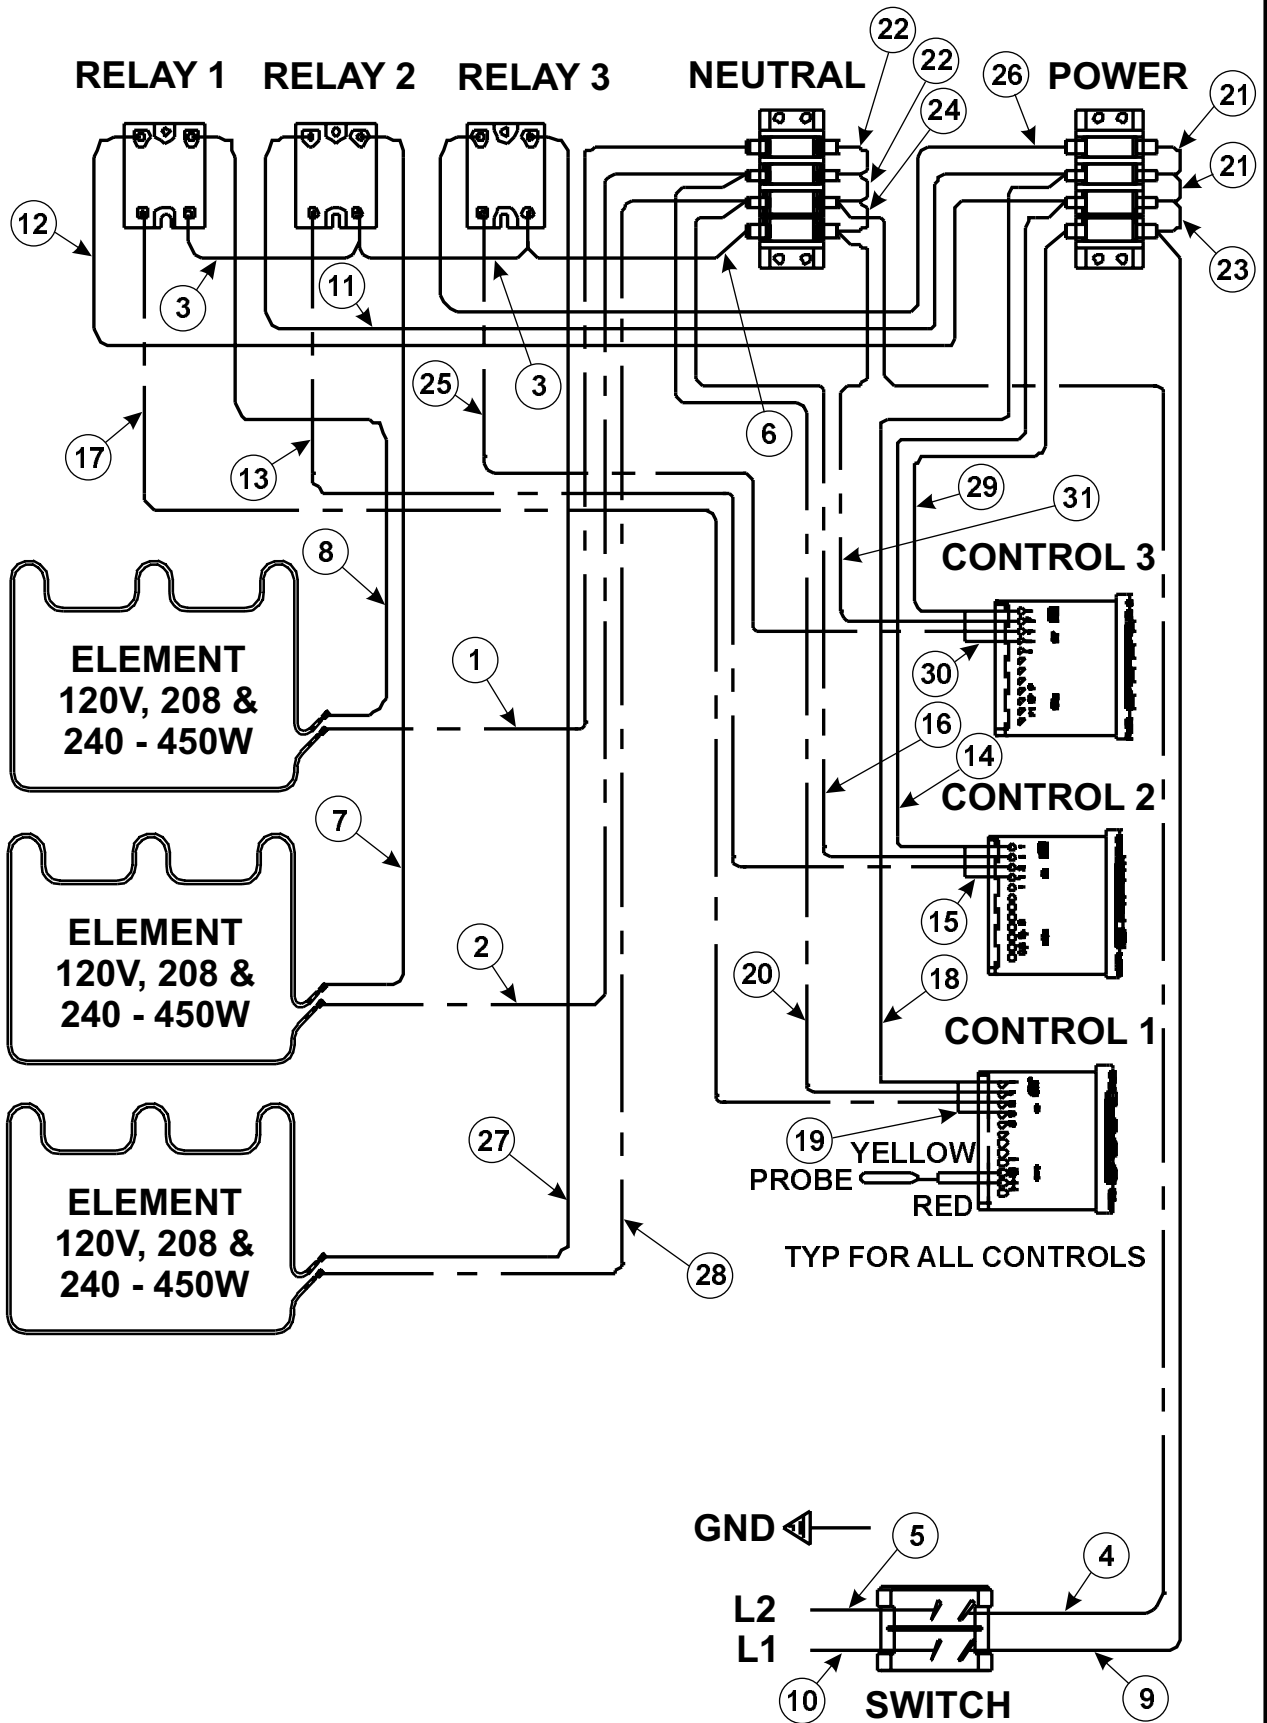 22
RELAY 1 RELAY 2 RELAY 3 NEUTRAL 22 26 POWER
24 21
21
12
3 11 23
25 3
17 13 6
29
31
8 CONTROL 3
ELEMENT
120V, 208 &
240 - 450W
1
30
16
14
CONTROL 2
7
15
ELEMENT
120V, 208 &
240 - 450W
2
20 18
CONTROL 1
27
19 YELLOW
PROBE
RED
ELEMENT
120V, 208 &
240 - 450W
TYP FOR ALL CONTROLS
28
GND
5
4
L2
L1
10 SWITCH 9